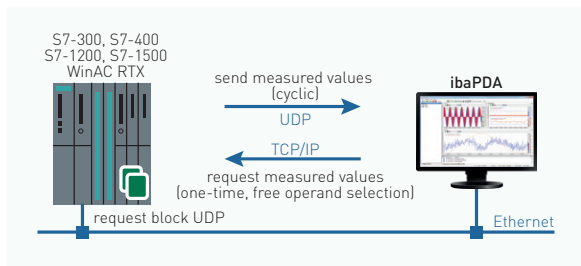 S7-300, S7-400
S7-1200, S7-1500
WinAC RTX
send measured values
(cyclic)
UDP
ibaPDA
TCP/IP
request measured values
(one-time, free operand selection)
request block UDP
Ethernet